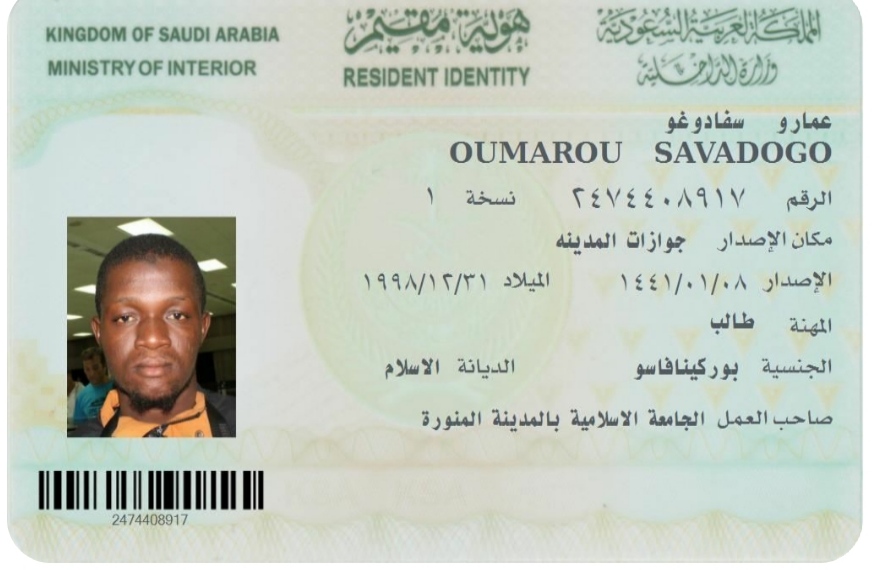 KINGDOM OF SAUDI ARABIA
MINISTRY OF INTERIOR
هوية مقيم
RESIDENT IDENTITY
المملكة العربية السعودية
وزارة الداخلية
عمارو سفادوغو
OUMAROU SAVADOGO
الرقم ٢٤٧٤٤٠٨٩١٧ نسخة ١
مكان الإصدار جوازات المدينه
الإصدار ١٤٤١/٠١/٠٨ الميلاد ١٩٩٨/١٢/٣١
المهنة طالب
الجنسية بوركينافاسو الديانة الاسلام
صاحب العمل الجامعة الاسلامية بالمدينة المنورة
2474408917